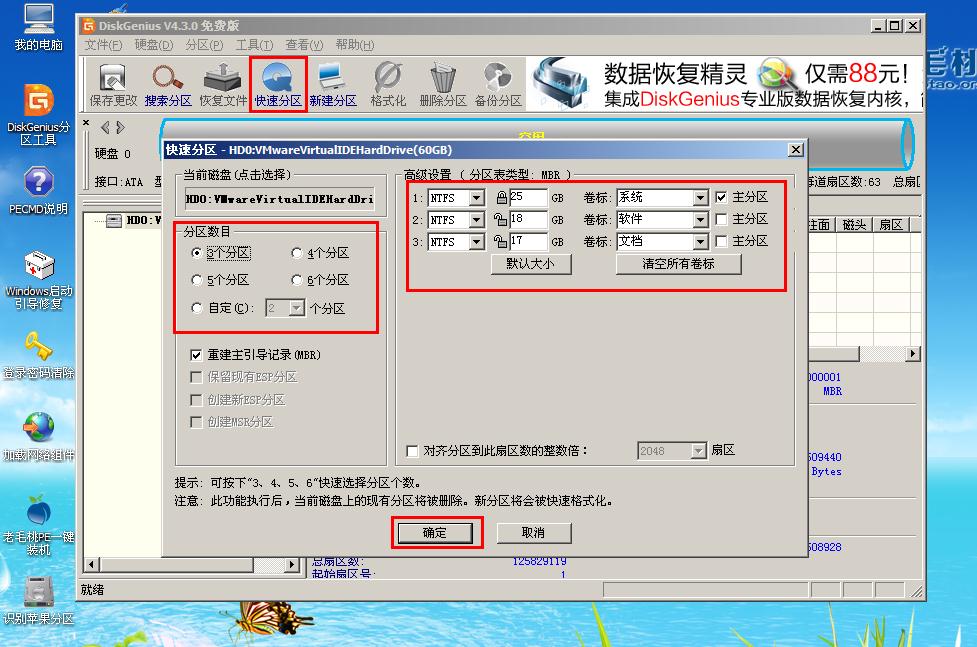 我的电脑
DiskGenius分
区工具
PECMD说明
Windows启动
引导修复
登录密码清除
加载网络组件
老毛桃PE一键
装机
识别苹果分区
DiskGenius V4.3.0 免费版
文件(F) 硬盘(D) 分区(P) 工具(T) 查看(V) 帮助(H)
保存更改 搜索分区 恢复文件 快速分区 新建分区 格式化 删除分区 备份分区
数据恢复精灵 仅需88元!
集成DiskGenius专业版数据恢复内核,
硬盘 0
接口:ATA
道扇区数:63 总扇
HD0:V
快速分区 - HD0:VMwareVirtualIDEHardDrive(60GB)
当前磁盘(点击选择)
HD0:VMwareVirtualIDEHardDri
分区数目
3个分区 4个分区
5个分区 6个分区
自定(C): 2 个分区
重建主引导记录(MBR)
保留现有ESP分区
创建新ESP分区
创建MSR分区
高级设置 (分区表类型: MBR )
1: NTFS 25 GB 卷标: 系统 主分区
2: NTFS 18 GB 卷标: 软件 主分区
3: NTFS 17 GB 卷标: 文档 主分区
默认大小 清空所有卷标
对齐分区到此扇区数的整数倍: 2048 扇区
提示: 可按下"3、4、5、6"快速选择分区个数。
注意: 此功能执行后,当前磁盘上的现有分区将被删除。新分区将会被快速格式化。
确定 取消
柱面 磁头 扇区
000001
MBR
509440
Bytes
508928
总扇区数: 125829119
起始扇区号: 1
就绪